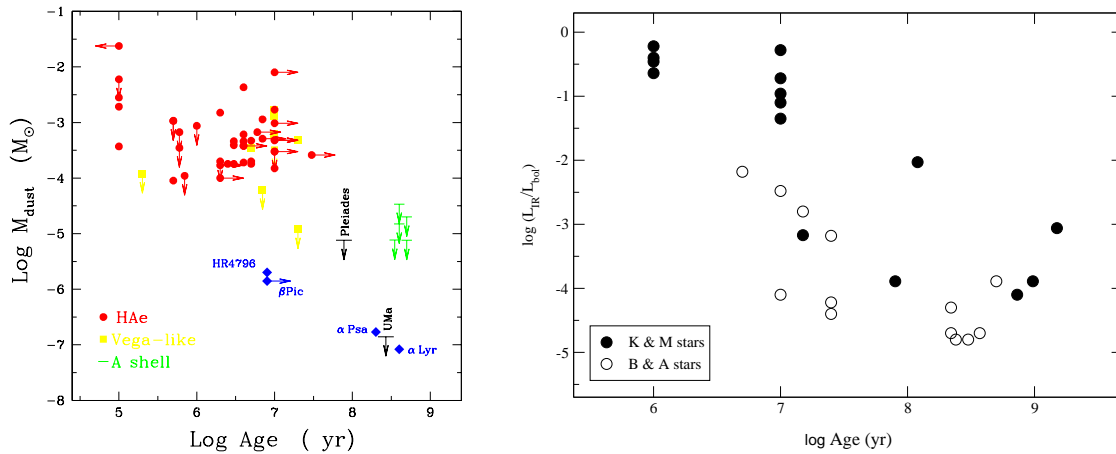 −1
−2
−3
−4
−5
−6
−7
−8
Log M_dust (M_⊙)
Pleiades
HR4796
βPic
α Psa
UMa
α Lyr
HAe
Vega-like
A shell
5 6 7 8 9
Log Age ( yr)
0
-1
-2
-3
-4
-5
log (L_IR/L_bol)
K & M stars
B & A stars
6 7 8 9
log Age (yr)